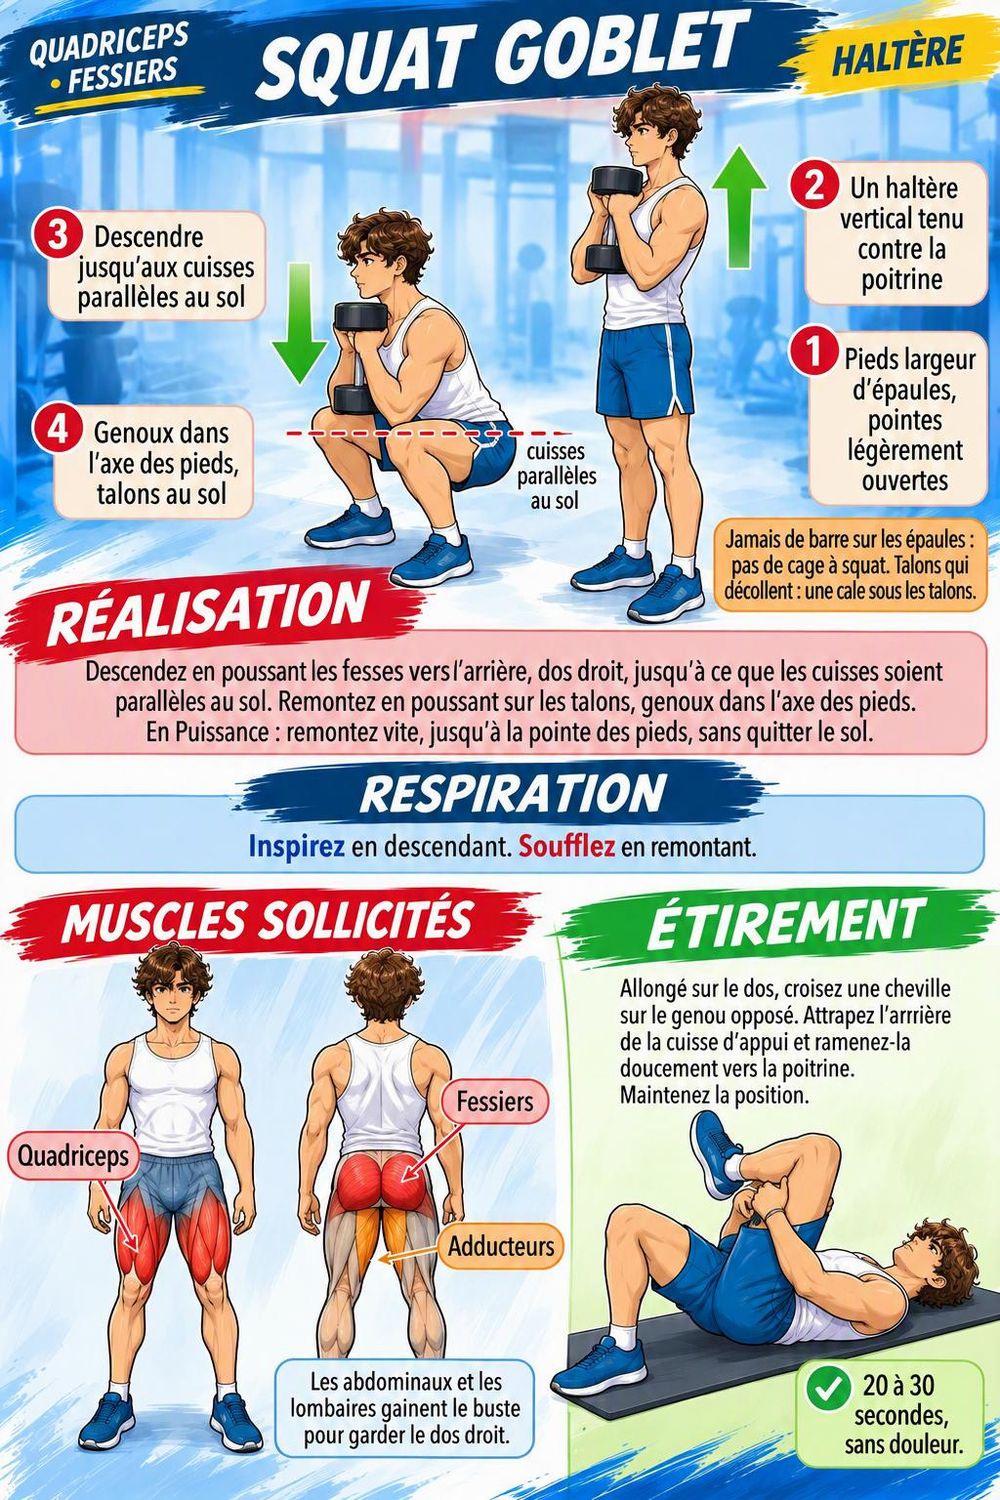 QUADRICEPS
• FESSIERS
SQUAT GOBLET
HALTÈRE
3 Descendre
jusqu'aux cuisses
parallèles au sol
4 Genoux dans
l'axe des pieds,
talons au sol
cuisses
parallèles
au sol
2 Un haltère
vertical tenu
contre la
poitrine
1 Pieds largeur
d'épaules,
pointes
légèrement
ouvertes
Jamais de barre sur les épaules :
pas de cage à squat. Talons qui
décollent : une cale sous les talons.
RÉALISATION
Descendez en poussant les fesses vers l'arrière, dos droit, jusqu'à ce que les cuisses soient
parallèles au sol. Remontez en poussant sur les talons, genoux dans l'axe des pieds.
En Puissance : remontez vite, jusqu'à la pointe des pieds, sans quitter le sol.
RESPIRATION
Inspirez en descendant. Soufflez en remontant.
MUSCLES SOLLICITÉS
Quadriceps
Fessiers
Adducteurs
Les abdominaux et les
lombaires gainent le buste
pour garder le dos droit.
ÉTIREMENT
Allongé sur le dos, croisez une cheville
sur le genou opposé. Attrapez l'arrière
de la cuisse d'appui et ramenez-la
doucement vers la poitrine.
Maintenez la position.
20 à 30
secondes,
sans douleur.